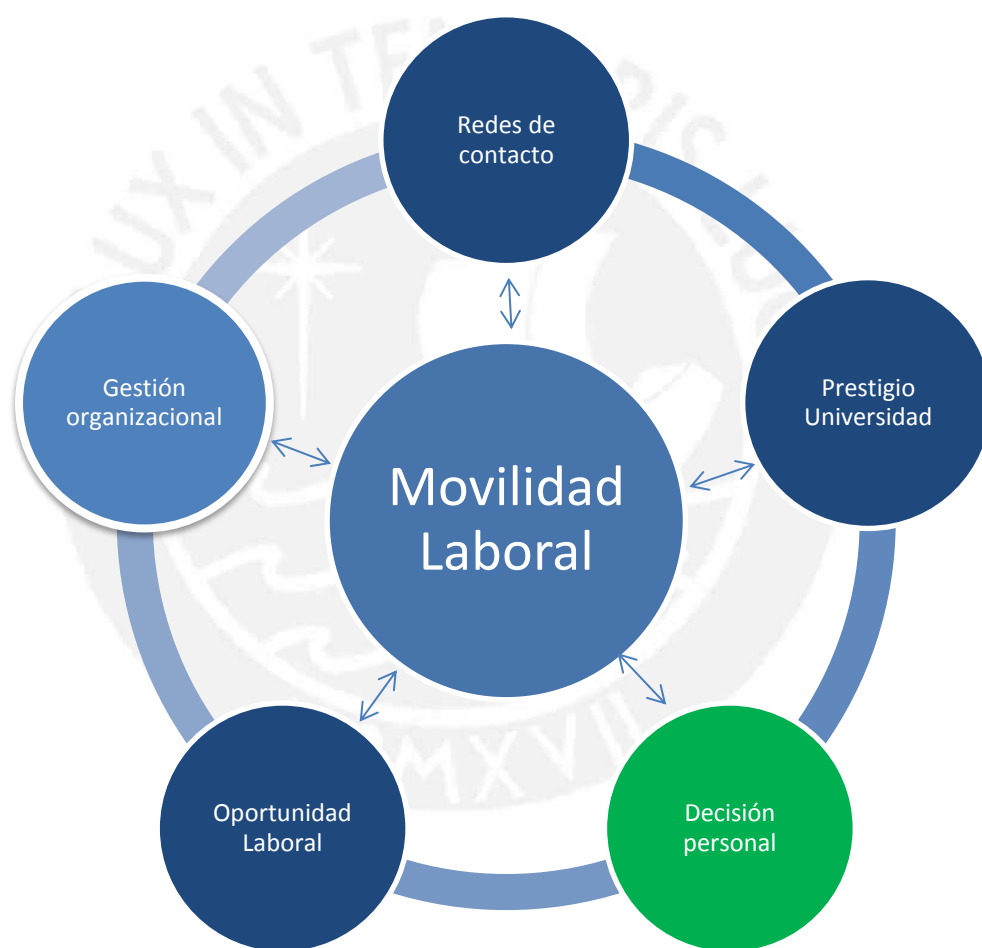 Redes de
contacto
Prestigio
Universidad
Gestión
organizacional
Movilidad
Laboral
Oportunidad
Laboral
Decisión
personal